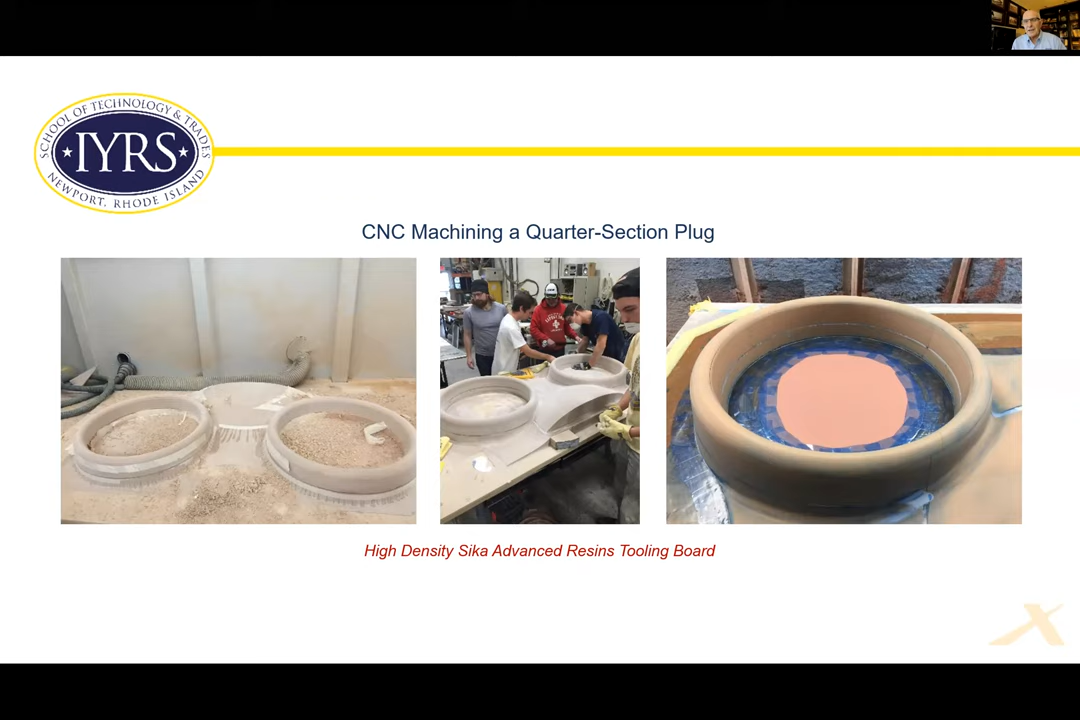 SCHOOL OF TECHNOLOGY & TRADES
IYRS
NEWPORT, RHODE ISLAND
CNC Machining a Quarter-Section Plug
High Density Sika Advanced Resins Tooling Board